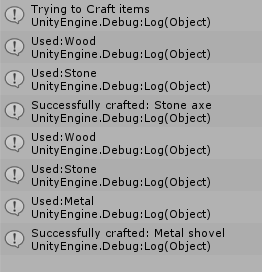 Trying to Craft items
UnityEngine.Debug:Log(Object)
Used:Wood
UnityEngine.Debug:Log(Object)
Used:Stone
UnityEngine.Debug:Log(Object)
Successfully crafted: Stone axe
UnityEngine.Debug:Log(Object)
Used:Wood
UnityEngine.Debug:Log(Object)
Used:Stone
UnityEngine.Debug:Log(Object)
Used:Metal
UnityEngine.Debug:Log(Object)
Successfully crafted: Metal shovel
UnityEngine.Debug:Log(Object)